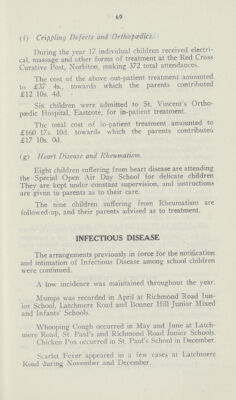 69
(f) Crippling Defects and Orthopædics.
During the year 17 individual children received electri-
cal, massage and other forms of treatment at the Red Cross
Curative Post, Norbiton, making 372 total attendances.
The cost of the above out-patient treatment amounted
to £37 4s., towards which the parents contributed
£12 10s. 4d.
Six children were admitted to St. Vincent's Ortho-
pædic Hospital, Eastcote, for in-patient treatment.
The total cost of in-patient treatment amounted to
£160 17s. 10d. towards which the parents contributed
£17 10s. 0d.
(g) Heart Disease and Rheumatism.
Eight children suffering from heart disease are attending
the Special Open Air Day School for delicate children
They are kept under constant supervision, and instructions
are given to parents as to their care.
The nine children suffering from Rheumatism are
followed-up, and their parents advised as to treatment.
INFECTIOUS DISEASE
The arrangements previously in force for the notification
and intimation of Infectious Disease among school children
were continued.
A low incidence was maintained throughout the year.
Mumps was recorded in April at Richmond Road Jun-
ior School, Latchmere Road and Bonner Hill Junior Mixed
and Infants' Schools.
Whooping Cough occurred in May and June at Latch-
mere Road, St. Paul's and Richmond Road Junior Schools.
Chicken Pox occurred in St. Paul's School in December.
Scarlet Fever appeared in a few cases at Latchmere
Road during November and December.